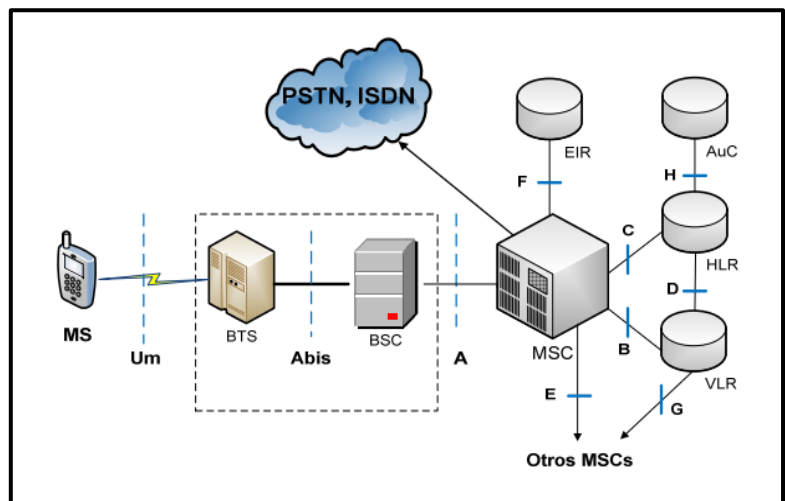 PSTN, ISDN
EIR
AuC
F
H
C
HLR
D
MS
Um
BTS
Abis
BSC
A
MSC
B
VLR
E
G
Otros MSCs